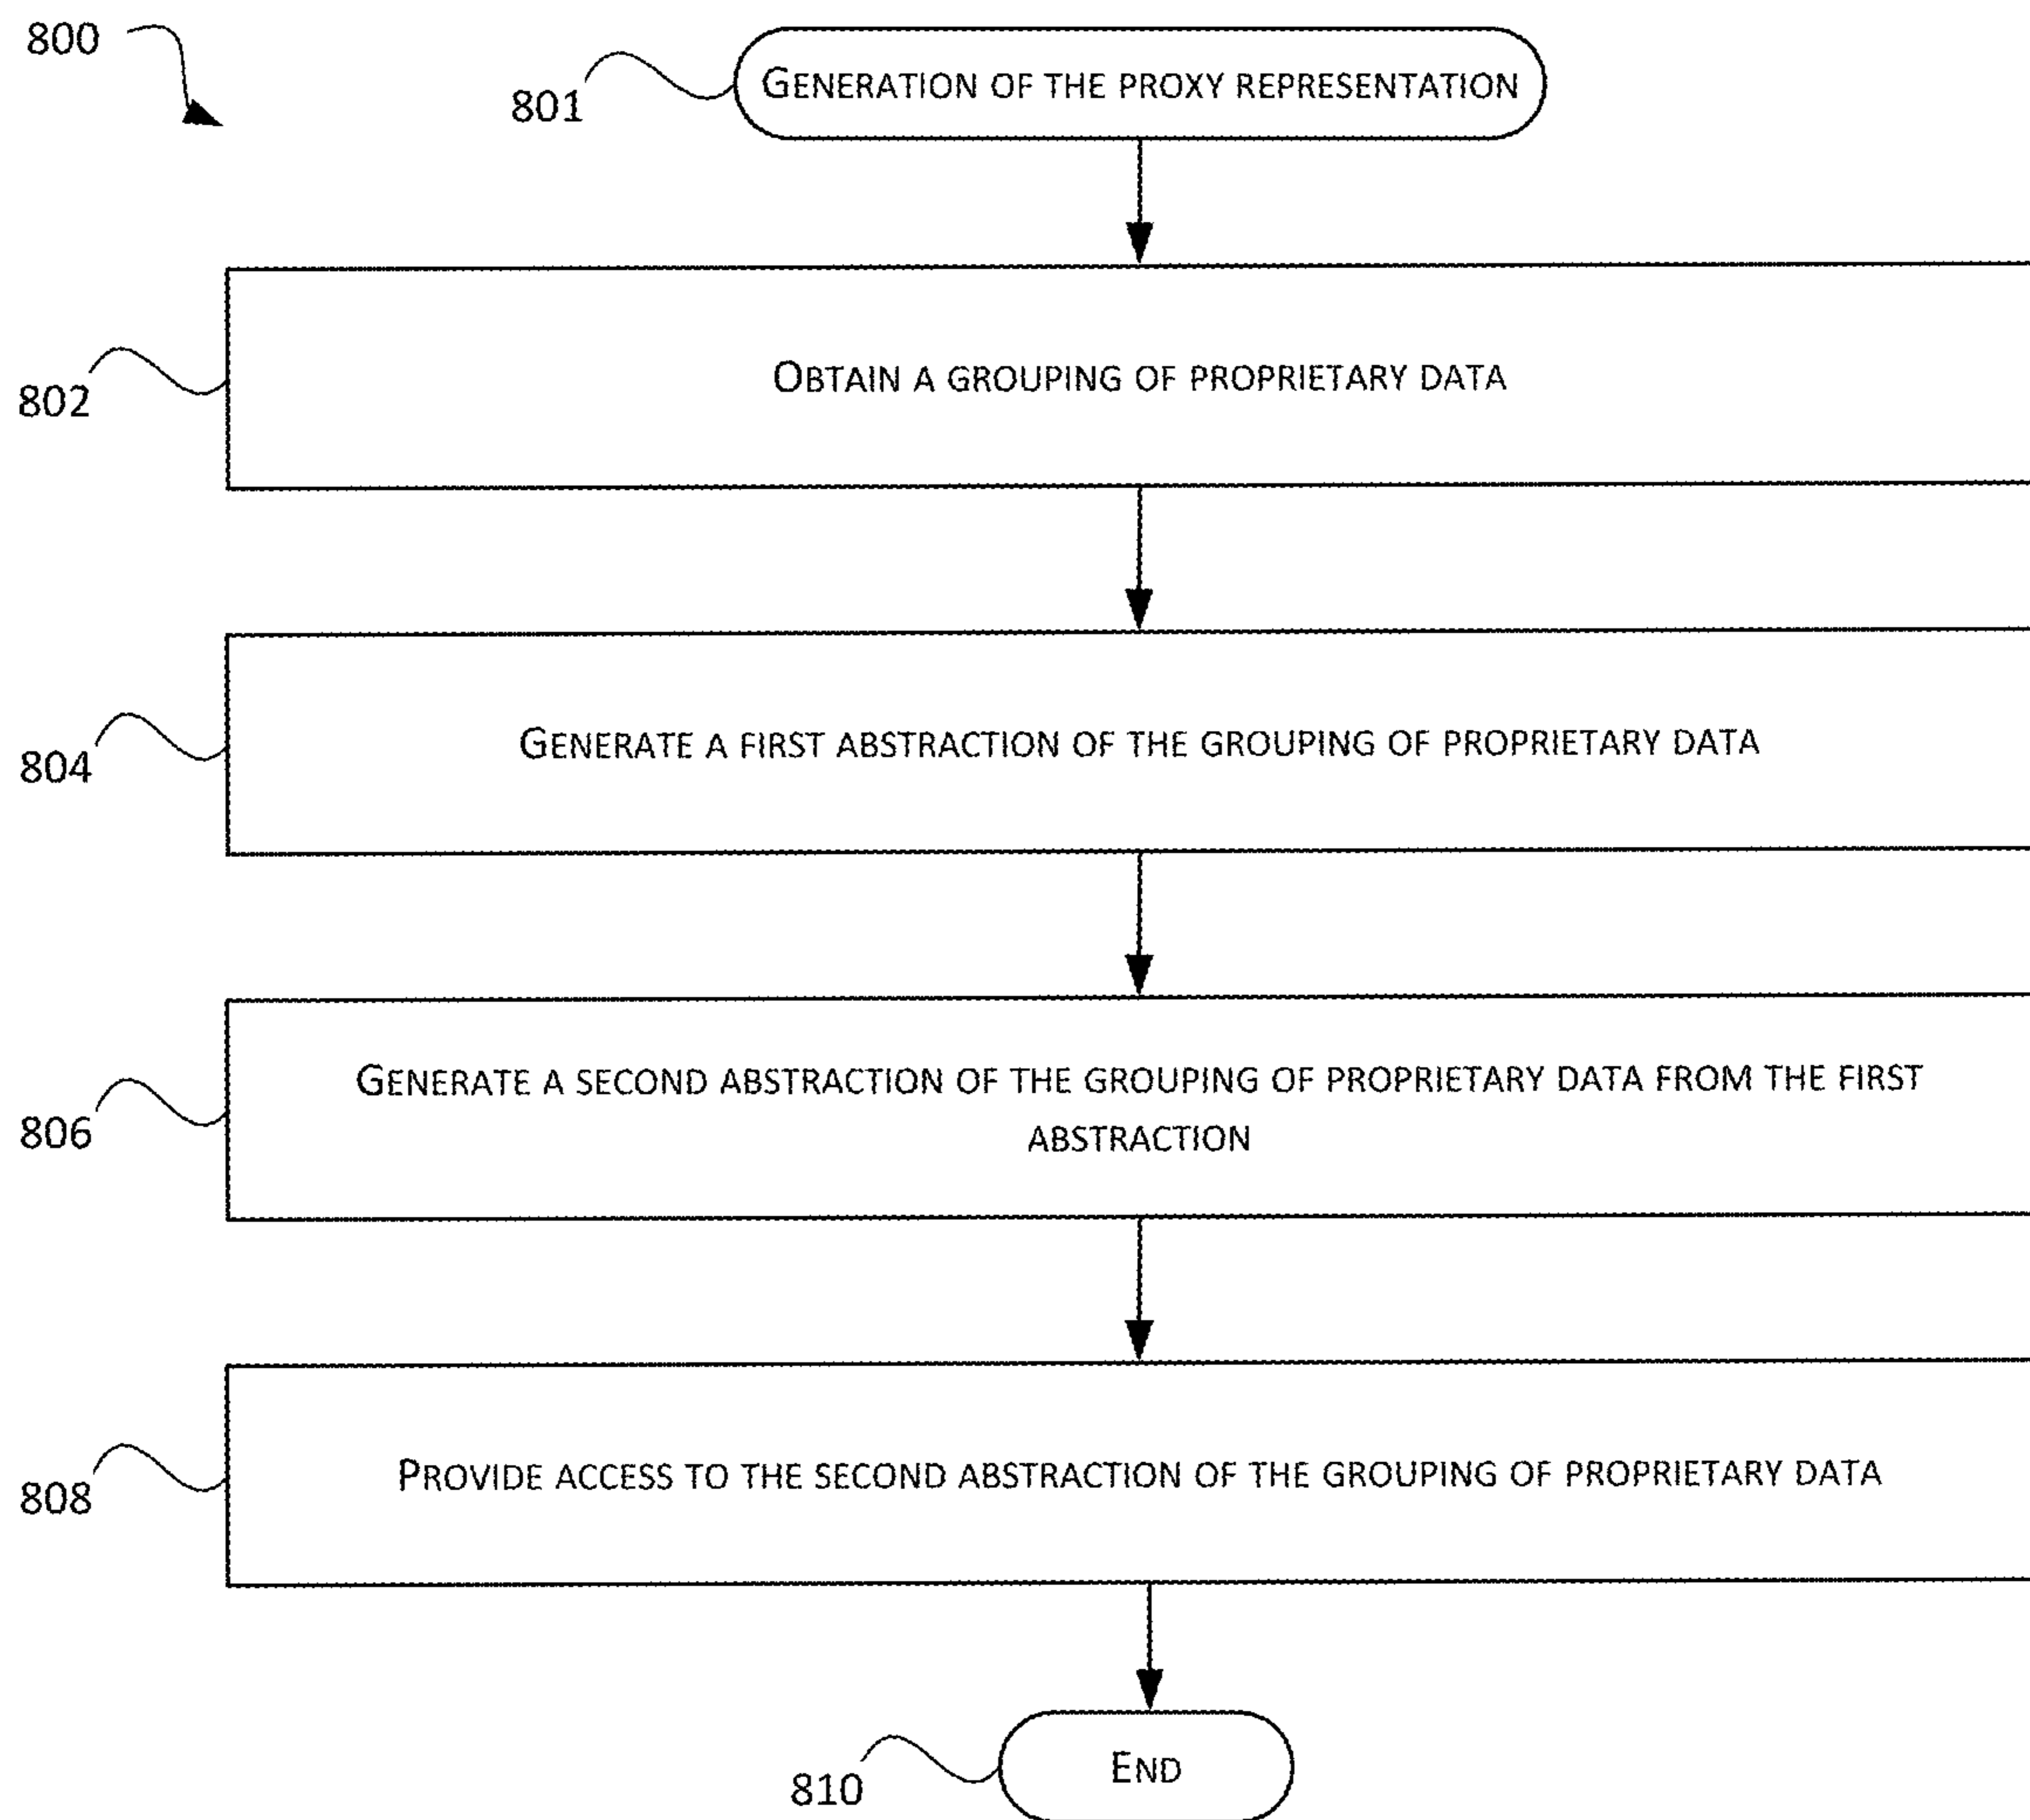 800
801
GENERATION OF THE PROXY REPRESENTATION
802
OBTAIN A GROUPING OF PROPRIETARY DATA
804
GENERATE A FIRST ABSTRACTION OF THE GROUPING OF PROPRIETARY DATA
806
GENERATE A SECOND ABSTRACTION OF THE GROUPING OF PROPRIETARY DATA FROM THE FIRST
ABSTRACTION
808
PROVIDE ACCESS TO THE SECOND ABSTRACTION OF THE GROUPING OF PROPRIETARY DATA
810
END